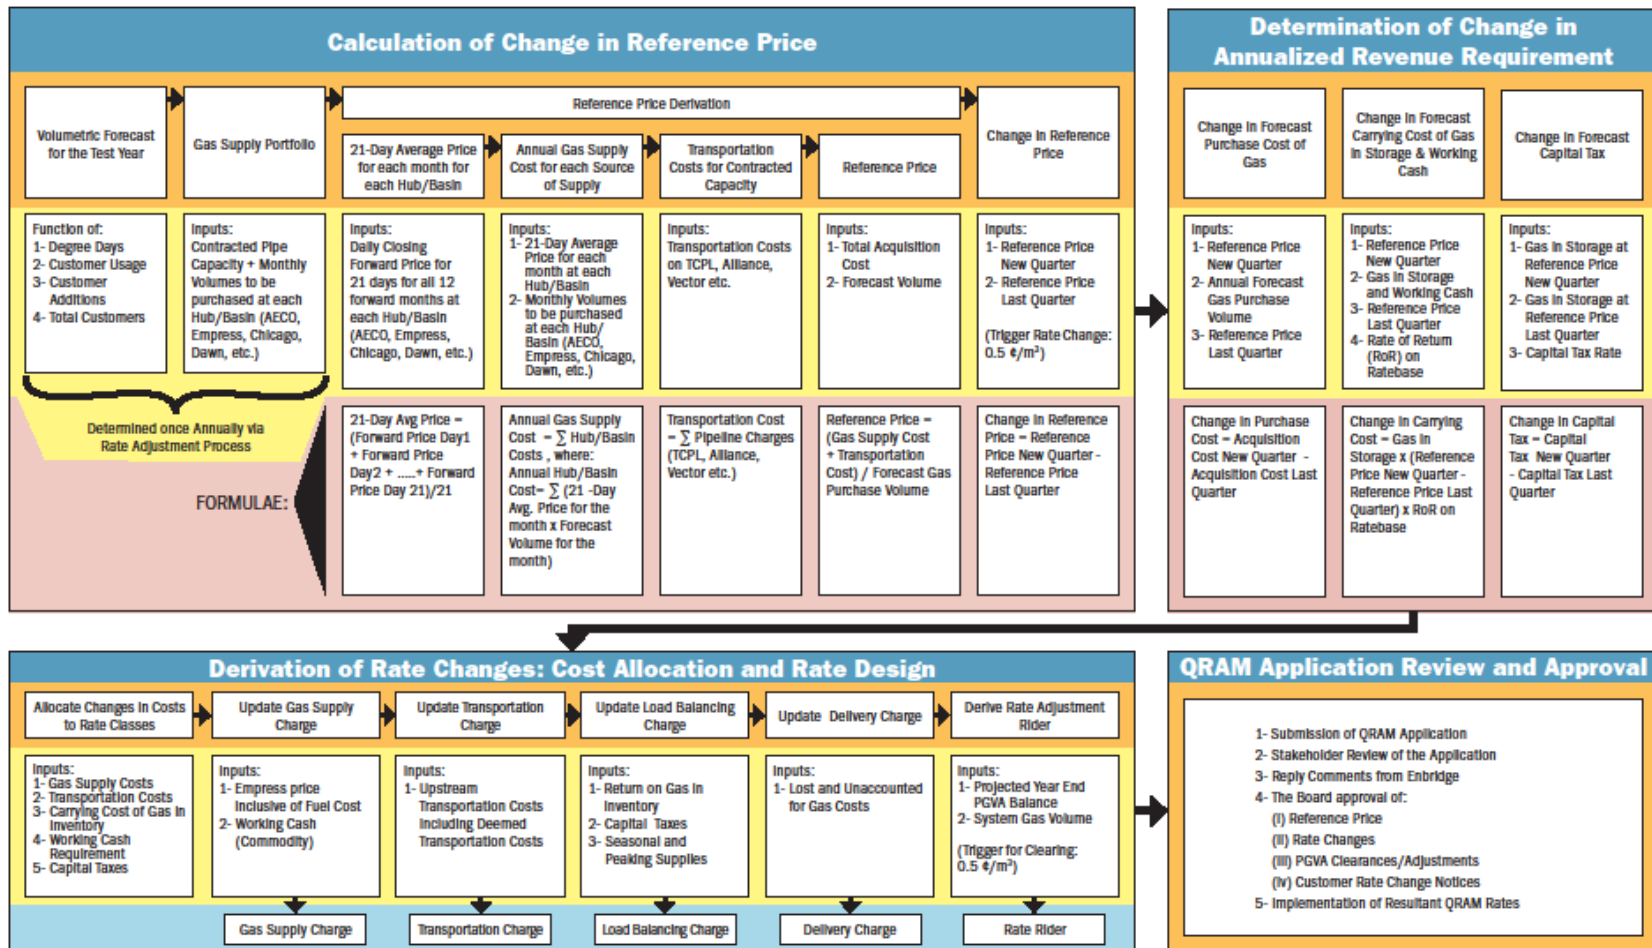 Calculation of Change in Reference Price
Volumetric Forecast
for the Test Year
Gas Supply Portfolio
Reference Price Derivation
21-Day Average Price
for each month for
each Hub/Basin
Annual Gas Supply
Cost for each Source
of Supply
Transportation
Costs for Contracted
Capacity
Reference Price
Change in Reference
Price
Function of:
1- Degree Days
2- Customer Usage
3- Customer
Additions
4- Total Customers
Inputs:
Contracted Pipe
Capacity + Monthly
Volumes to be
purchased at each
Hub/Basin (AECO,
Empress, Chicago,
Dawn, etc.)
Inputs:
Daily Closing
Forward Price for
21 days for all 12
forward months at
each Hub/Basin
(AECO, Empress,
Chicago, Dawn, etc.)
Inputs:
1- 21-Day Average
Price for each
month at each
Hub/Basin
2- Monthly Volumes
to be purchased
at each Hub/
Basin (AECO,
Empress, Chicago,
Dawn, etc.)
Inputs:
Transportation Costs
on TCPL, Alliance,
Vector etc.
Inputs:
1- Total Acquisition
Cost
2- Forecast Volume
Inputs:
1- Reference Price
New Quarter
2- Reference Price
Last Quarter
(Trigger Rate Change:
0.5 ¢/m³)
Determined once Annually via
Rate Adjustment Process
FORMULAE:
21-Day Avg Price =
(Forward Price Day1
+ Forward Price
Day2 + .....+ Forward
Price Day 21)/21
Annual Gas Supply
Cost = ∑ Hub/Basin
Costs , where:
Annual Hub/Basin
Cost= ∑ (21 -Day
Avg. Price for the
month x Forecast
Volume for the
month)
Transportation Cost
= ∑ Pipeline Charges
(TCPL, Alliance,
Vector etc.)
Reference Price =
(Gas Supply Cost
+ Transportation
Cost) / Forecast Gas
Purchase Volume
Change in Reference
Price = Reference
Price New Quarter -
Reference Price
Last Quarter
Determination of Change in
Annualized Revenue Requirement
Change in Forecast
Purchase Cost of
Gas
Change in Forecast
Carrying Cost of Gas
in Storage & Working
Cash
Change in Forecast
Capital Tax
Inputs:
1- Reference Price
New Quarter
2- Annual Forecast
Gas Purchase
Volume
3- Reference Price
Last Quarter
Inputs:
1- Reference Price
New Quarter
2- Gas in Storage
and Working Cash
3- Reference Price
Last Quarter
4- Rate of Return
(RoR) on
Ratebase
Inputs:
1- Gas in Storage at
Reference Price
New Quarter
2- Gas in Storage at
Reference Price
Last Quarter
3- Capital Tax Rate
Change in Purchase
Cost = Acquisition
Cost New Quarter -
Acquisition Cost Last
Quarter
Change in Carrying
Cost = Gas in
Storage x (Reference
Price New Quarter -
Reference Price Last
Quarter) x RoR on
Ratebase
Change in Capital
Tax = Capital
Tax New Quarter
- Capital Tax Last
Quarter
Derivation of Rate Changes: Cost Allocation and Rate Design
Allocate Changes in Costs
to Rate Classes
Update Gas Supply
Charge
Update Transportation
Charge
Update Load Balancing
Charge
Update Delivery Charge
Derive Rate Adjustment
Rider
Inputs:
1- Gas Supply Costs
2- Transportation Costs
3- Carrying Cost of Gas in
Inventory
4- Working Cash
Requirement
5- Capital Taxes
Inputs:
1- Empress price
inclusive of Fuel Cost
2- Working Cash
(Commodity)
Inputs:
1- Upstream
Transportation Costs
Including Deemed
Transportation Costs
Inputs:
1- Return on Gas in
Inventory
2- Capital Taxes
3- Seasonal and
Peaking Supplies
Inputs:
1- Lost and Unaccounted
for Gas Costs
Inputs:
1- Projected Year End
PGVA Balance
2- System Gas Volume
(Trigger for Clearing:
0.5 ¢/m³)
Gas Supply Charge
Transportation Charge
Load Balancing Charge
Delivery Charge
Rate Rider
QRAM Application Review and Approval
1- Submission of QRAM Application
2- Stakeholder Review of the Application
3- Reply Comments from Enbridge
4- The Board approval of:
(i) Reference Price
(ii) Rate Changes
(iii) PGVA Clearances/Adjustments
(iv) Customer Rate Change Notices
5- Implementation of Resultant QRAM Rates